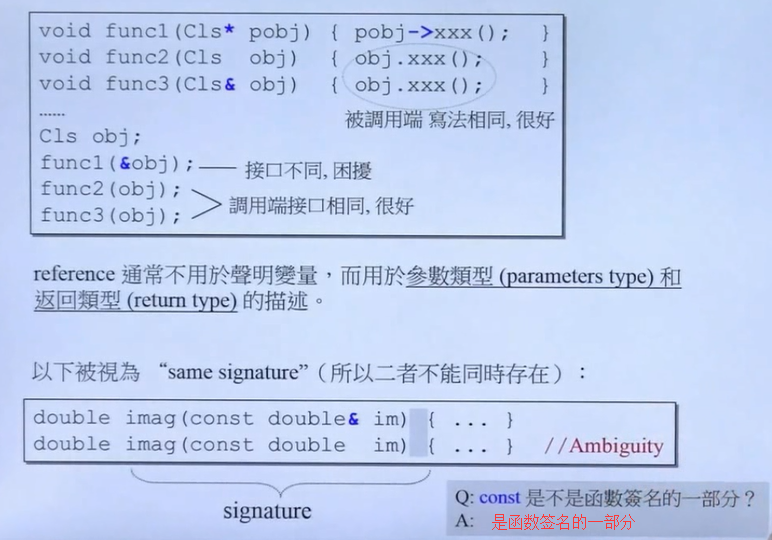 void func1(Cls* pobj) { pobj->xxx(); }
void func2(Cls obj) { obj.xxx(); }
void func3(Cls& obj) { obj.xxx(); }
......
被調用端 寫法相同, 很好
Cls obj;
func1(&obj); 接口不同, 困擾
func2(obj);
調用端接口相同, 很好
func3(obj);
reference 通常不用於聲明變量，而用於參數類型 (parameters type) 和
返回類型 (return type) 的描述。
以下被視為 “same signature”（所以二者不能同時存在）：
double imag(const double& im) { ... }
double imag(const double im) { ... } //Ambiguity
signature
Q: const 是不是函數簽名的一部分？
A: 是函数签名的一部分